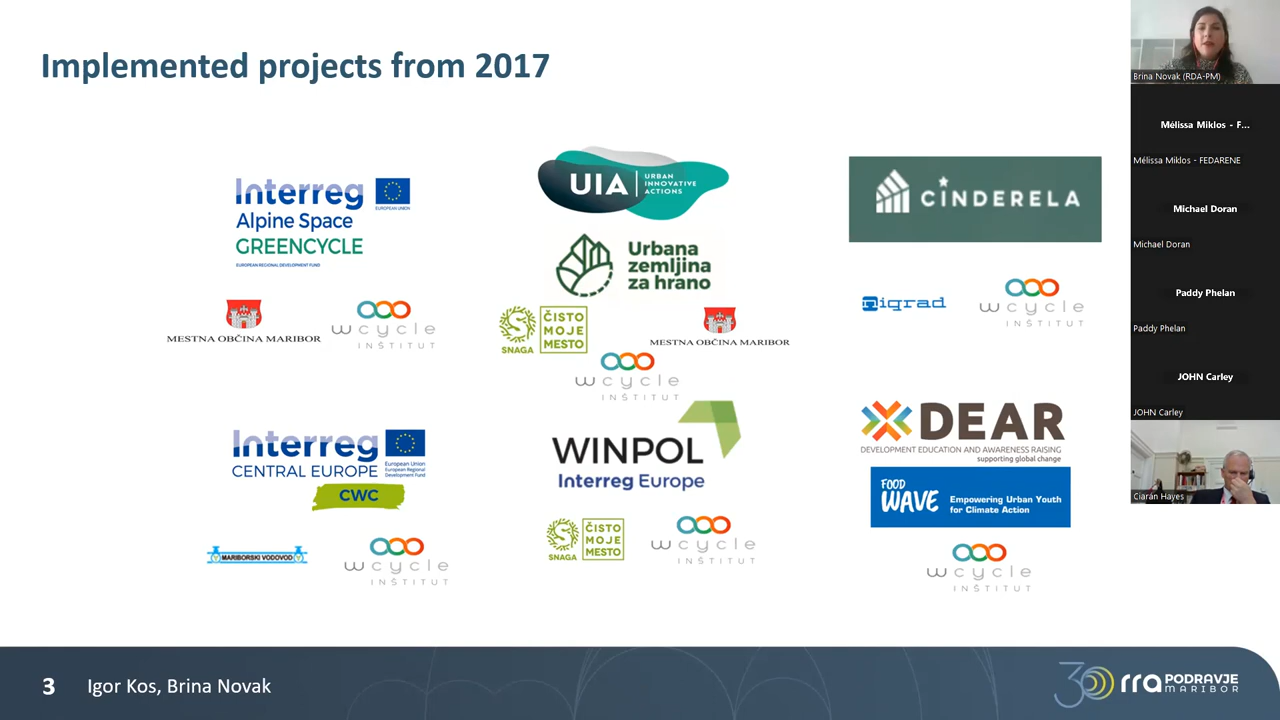 Implemented projects from 2017
Interreg
EUROPEAN UNION
Alpine Space
GREENCYCLE
EUROPEAN REGIONAL DEVELOPMENT FUND
MESTNA OBČINA MARIBOR
wcycle
INŠTITUT
UIA
URBAN
INNOVATIVE
ACTIONS
Urbana
zemljina
za hrano
SNAGA
ČISTO
MOJE
MESTO
MESTNA OBČINA MARIBOR
wcycle
INŠTITUT
CINDERELA
nigrad
wcycle
INŠTITUT
Interreg
CENTRAL EUROPE
European Union
European Regional
Development Fund
CWC
MARIBORSKI VODOVOD
wcycle
INŠTITUT
WINPOL
Interreg Europe
SNAGA
ČISTO
MOJE
MESTO
wcycle
INŠTITUT
DEAR
DEVELOPMENT EDUCATION AND AWARENESS RAISING
supporting global change
FOOD
WAVE
Empowering Urban Youth
for Climate Action
wcycle
INŠTITUT
3
Igor Kos, Brina Novak
30
rra PODRAVJE
MARIBOR
Brina Novak (RDA-PM)
Mélissa Miklos - F...
Mélissa Miklos - FEDARENE
Michael Doran
Michael Doran
Paddy Phelan
Paddy Phelan
JOHN Carley
JOHN Carley
Ciarán Hayes